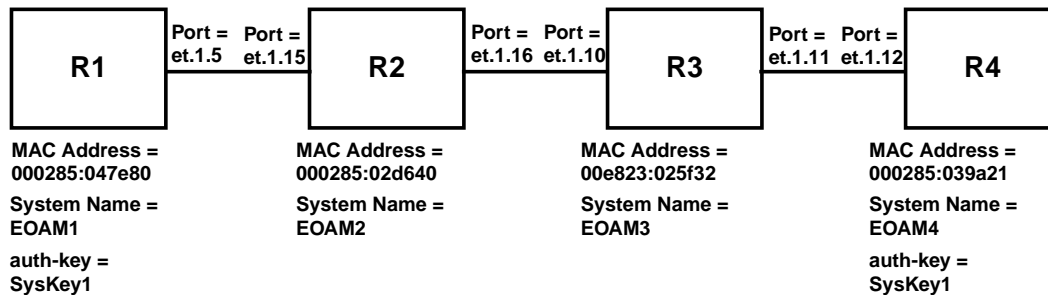 R1
Port =
et.1.5
Port =
et.1.15
R2
Port =
et.1.16
Port =
et.1.10
R3
Port =
et.1.11
Port =
et.1.12
R4
MAC Address =
000285:047e80
System Name =
EOAM1
auth-key =
SysKey1
MAC Address =
000285:02d640
System Name =
EOAM2
MAC Address =
00e823:025f32
System Name =
EOAM3
MAC Address =
000285:039a21
System Name =
EOAM4
auth-key =
SysKey1